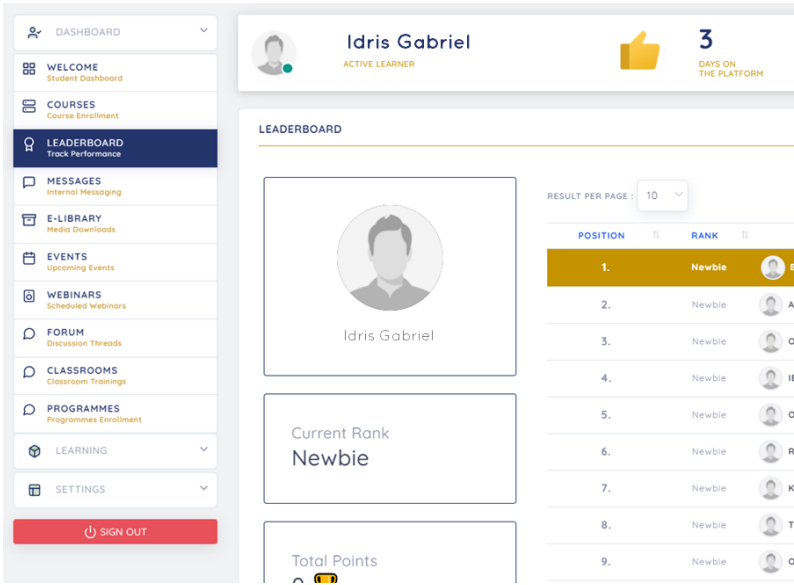 DASHBOARD
WELCOME
Student Dashboard
COURSES
Course Enrollment
LEADERBOARD
Track Performance
MESSAGES
Internal Messaging
E-LIBRARY
Media Downloads
EVENTS
Upcoming Events
WEBINARS
Scheduled Webinars
FORUM
Discussion Threads
CLASSROOMS
Classroom Trainings
PROGRAMMES
Programmes Enrollment
LEARNING
SETTINGS
SIGN OUT
Idris Gabriel
ACTIVE LEARNER
3
DAYS ON
THE PLATFORM
LEADERBOARD
Idris Gabriel
Current Rank
Newbie
Total Points
RESULT PER PAGE : 10
POSITION RANK
1. Newbie
2. Newbie
3. Newbie
4. Newbie
5. Newbie
6. Newbie
7. Newbie
8. Newbie
9. Newbie